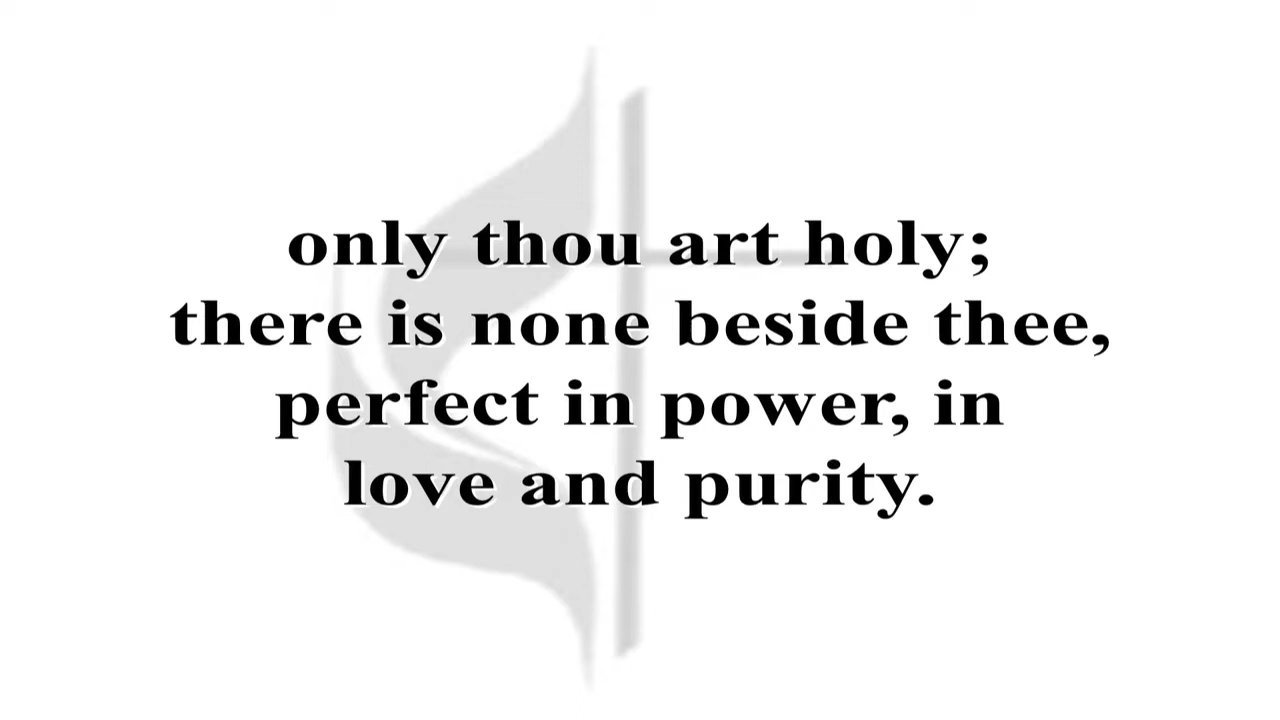 only thou art holy;
there is none beside thee,
perfect in power, in
love and purity.